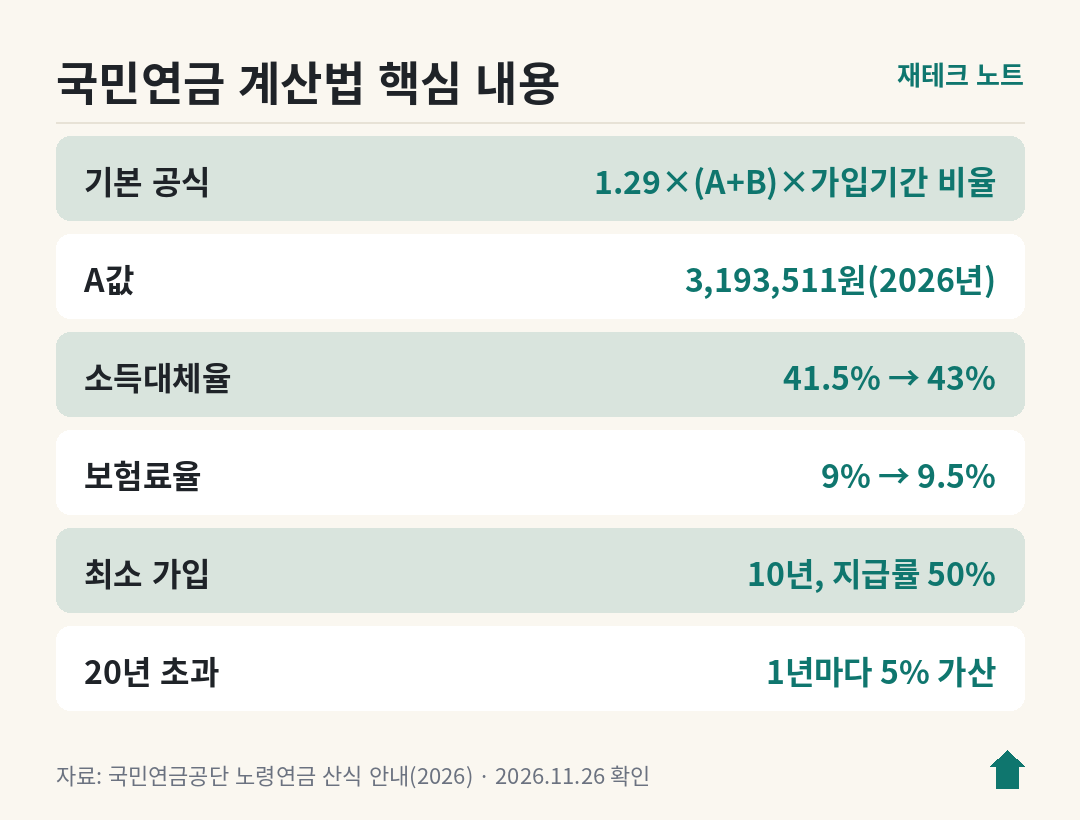 국민연금 계산법 핵심 내용
재테크 노트
기본 공식 1.29×(A+B)×가입기간 비율
A값 3,193,511원(2026년)
소득대체율 41.5% → 43%
보험료율 9% → 9.5%
최소 가입 10년, 지급률 50%
20년 초과 1년마다 5% 가산
자료: 국민연금공단 노령연금 산식 안내(2026) · 2026.11.26 확인